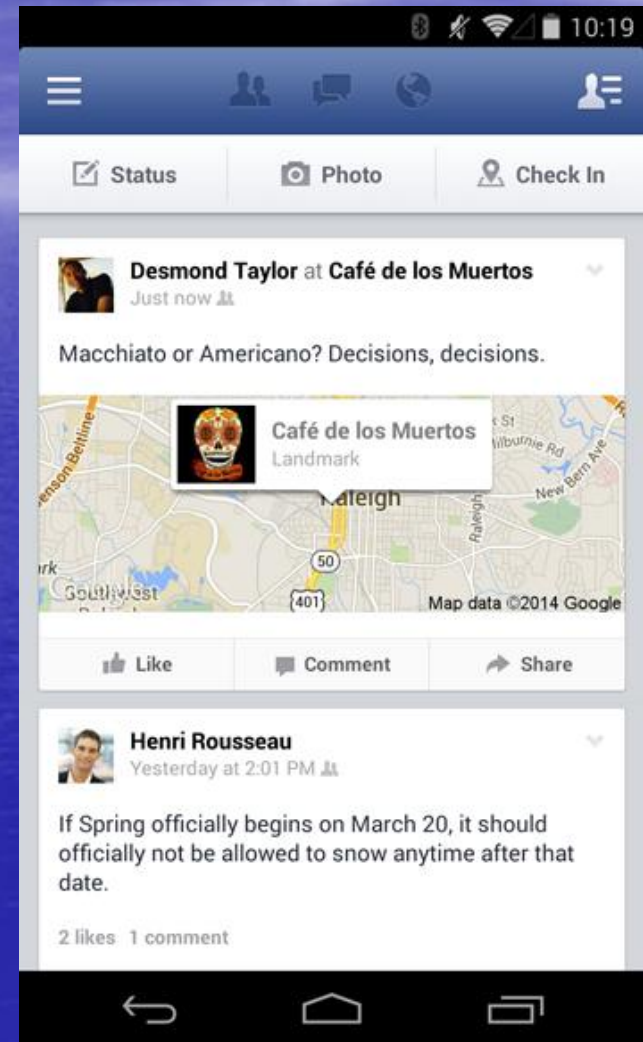 10:19
Status Photo Check In
Desmond Taylor at Café de los Muertos
Just now
Macchiato or Americano? Decisions, decisions.
Café de los Muertos
Landmark
Beltline
New Bern Ave
Raleigh
Raleigh
50
Southwest
401
Map data ©2014 Google
Like Comment Share
Henri Rousseau
Yesterday at 2:01 PM
If Spring officially begins on March 20, it should
officially not be allowed to snow anytime after that
date.
2 likes 1 comment